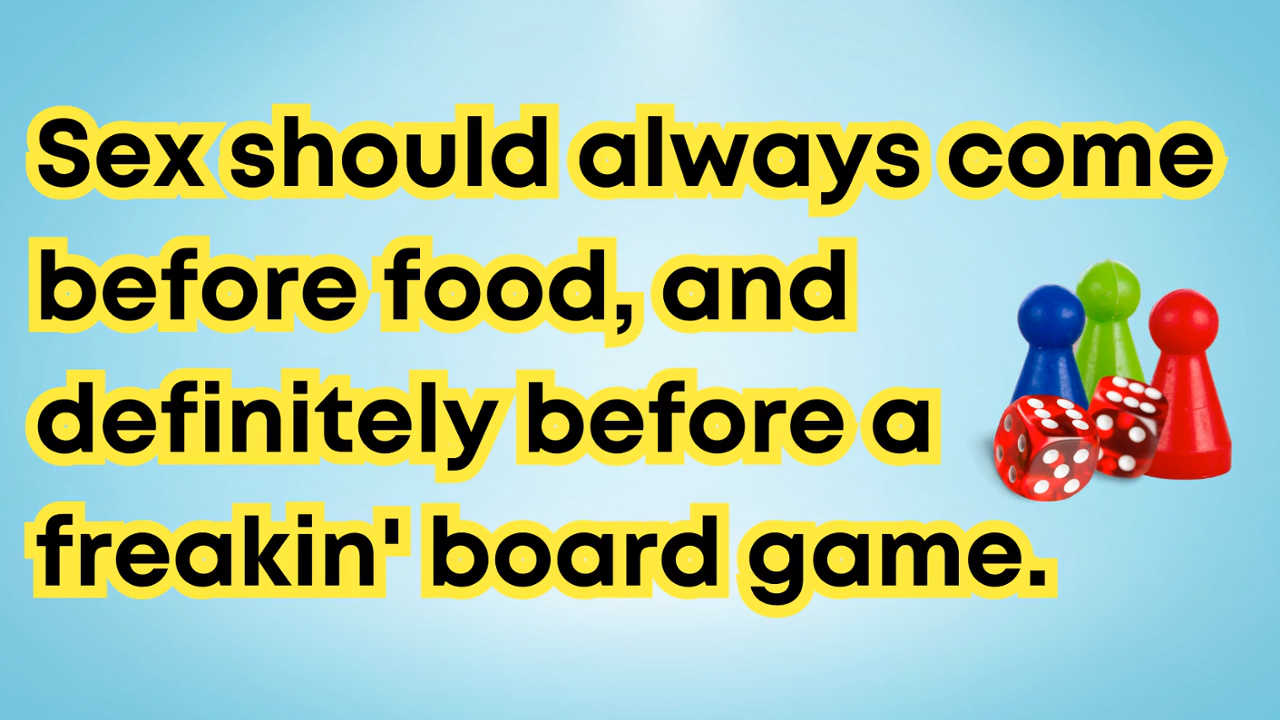 Sex should always come
before food, and
definitely before a
freakin' board game.